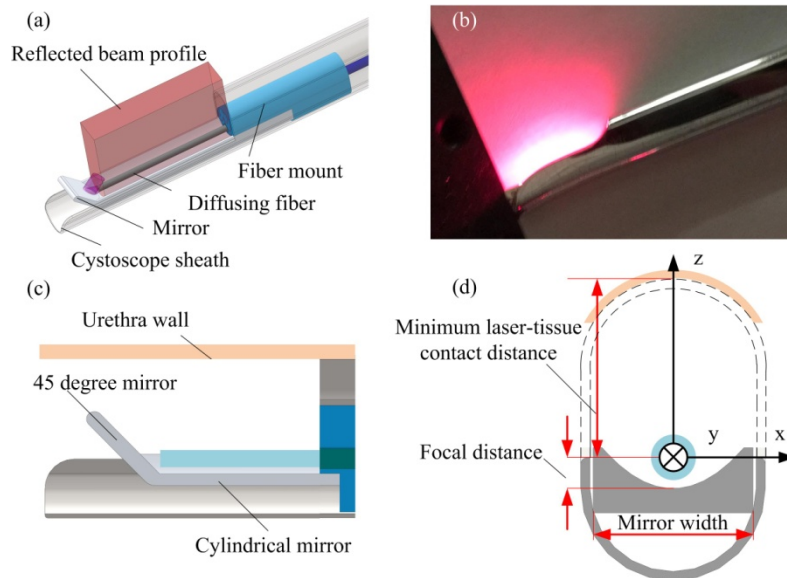 (a)
Reflected beam profile
Fiber mount
Diffusing fiber
Mirror
Cystoscope sheath
(b)
(c)
Urethra wall
45 degree mirror
Cylindrical mirror
(d)
z
Minimum laser-tissue
contact distance
y
x
Focal distance
Mirror width